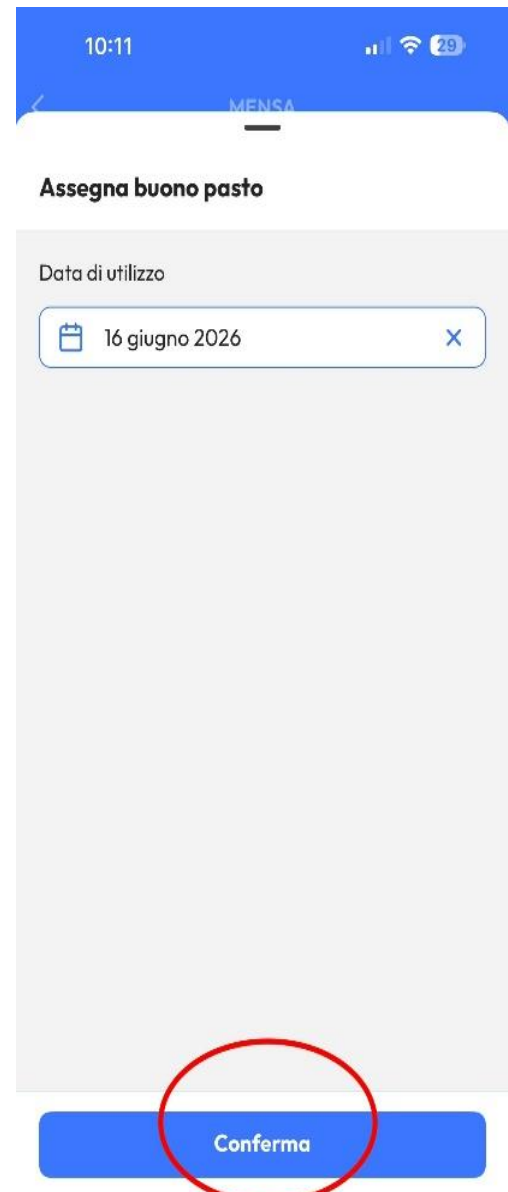 10:11
29
MENSA
Assegna buono pasto
Data di utilizzo
16 giugno 2026
Conferma